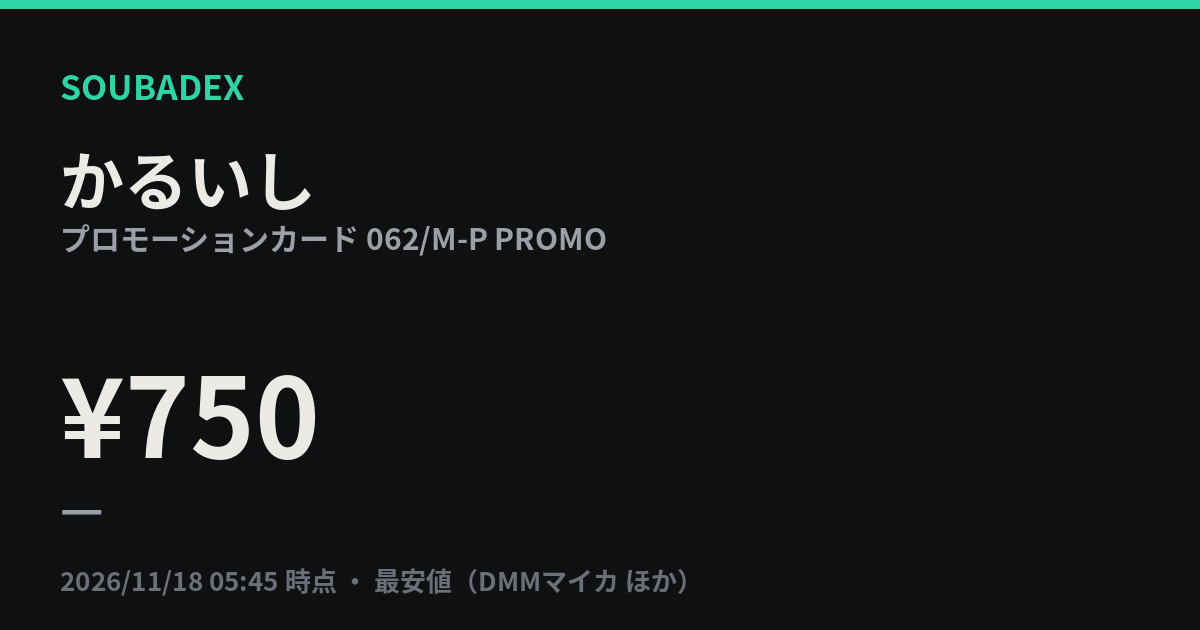 SOUBADEX
かるいし
プロモーションカード 062/M-P PROMO
¥750
—
2026/11/18 05:45 時点 ・ 最安値（DMMマイカ ほか）